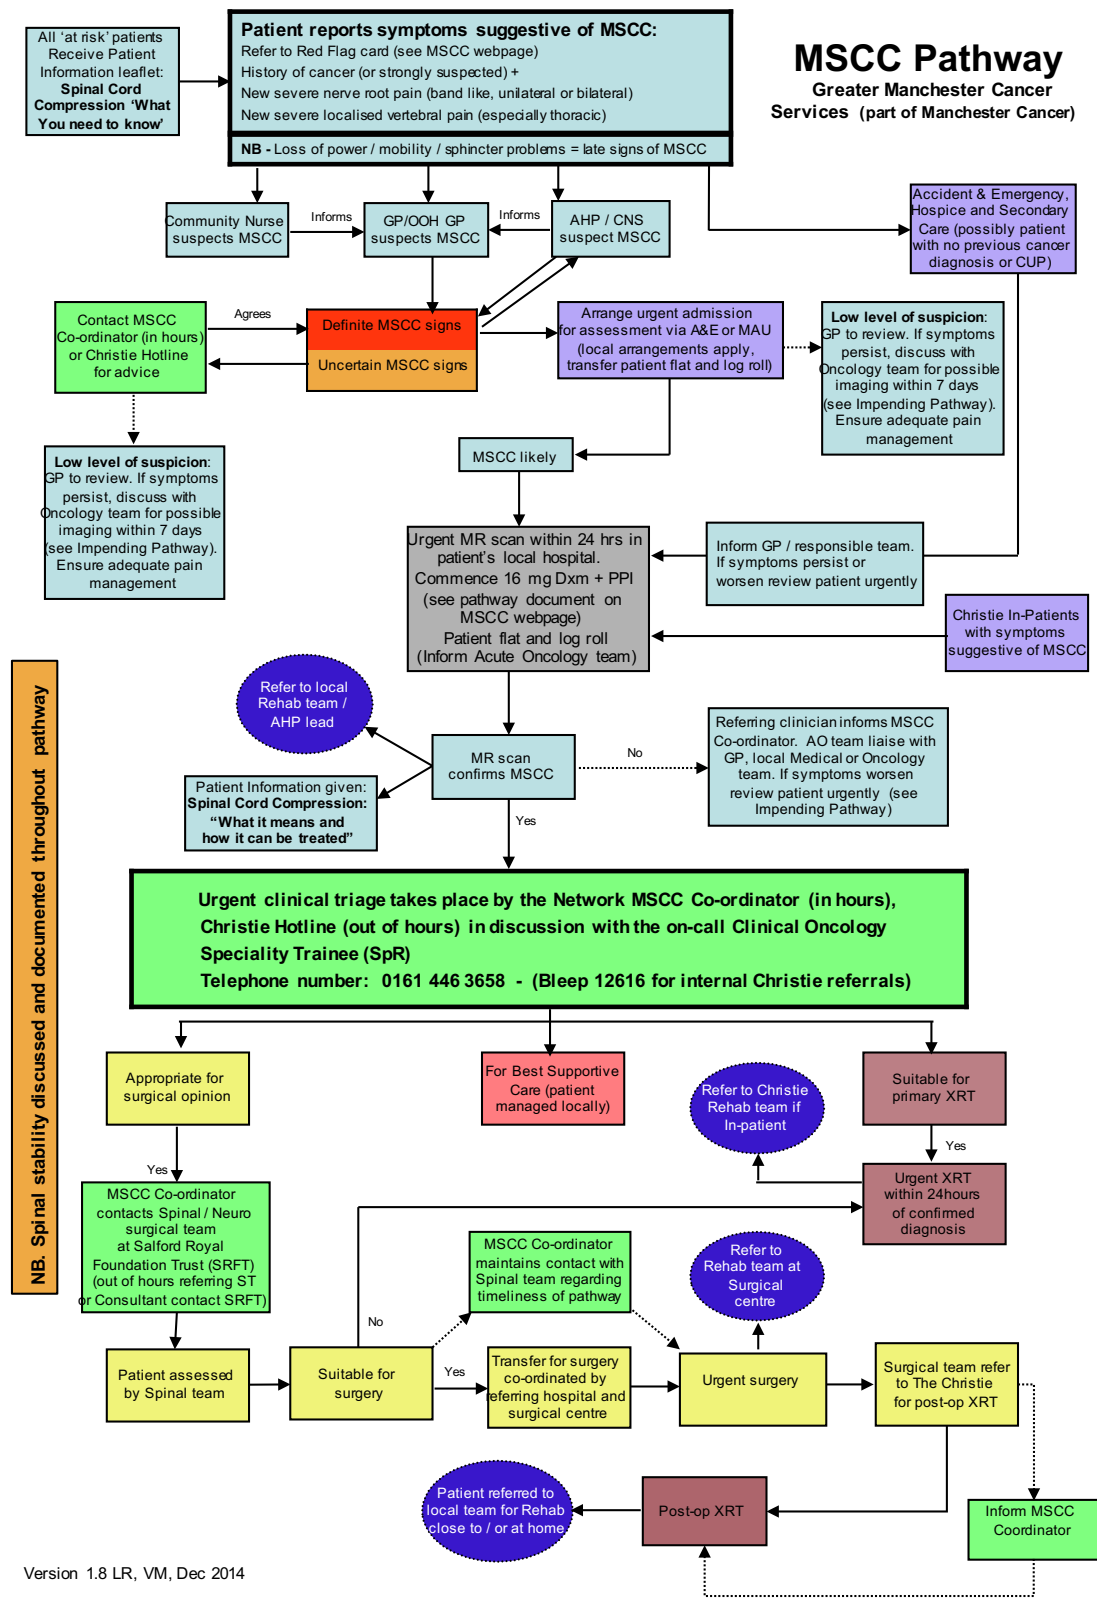 All ‘at risk’ patients
Receive Patient
Information leaflet:
Spinal Cord
Compression ‘What
You need to know’
Patient reports symptoms suggestive of MSCC:
Refer to Red Flag card (see MSCC webpage)
History of cancer (or strongly suspected) +
New severe nerve root pain (band like, unilateral or bilateral)
New severe localised vertebral pain (especially thoracic)
NB - Loss of power / mobility / sphincter problems = late signs of MSCC
MSCC Pathway
Greater Manchester Cancer
Services (part of Manchester Cancer)
Community Nurse
suspects MSCC
Informs
GP/OOH GP
suspects MSCC
Informs
AHP / CNS
suspect MSCC
Accident & Emergency,
Hospice and Secondary
Care (possibly patient
with no previous cancer
diagnosis or CUP)
Contact MSCC
Co-ordinator (in hours)
or Christie Hotline
for advice
Agrees
Definite MSCC signs
Uncertain MSCC signs
Arrange urgent admission
for assessment via A&E or MAU
(local arrangements apply,
transfer patient flat and log roll)
Low level of suspicion:
GP to review. If symptoms
persist, discuss with
Oncology team for possible
imaging within 7 days
(see Impending Pathway).
Ensure adequate pain
management
Low level of suspicion:
GP to review. If symptoms
persist, discuss with
Oncology team for possible
imaging within 7 days
(see Impending Pathway).
Ensure adequate pain
management
MSCC likely
Urgent MR scan within 24 hrs in
patient’s local hospital.
Commence 16 mg Dxm + PPI
(see pathway document on
MSCC webpage)
Patient flat and log roll
(Inform Acute Oncology team)
Inform GP / responsible team.
If symptoms persist or
worsen review patient urgently
Christie In-Patients
with symptoms
suggestive of MSCC
NB. Spinal stability discussed and documented throughout pathway
Refer to local
Rehab team /
AHP lead
MR scan
confirms MSCC
No
Referring clinician informs MSCC
Co-ordinator. AO team liaise with
GP, local Medical or Oncology
team. If symptoms worsen
review patient urgently (see
Impending Pathway)
Patient Information given:
Spinal Cord Compression:
“What it means and
how it can be treated”
Yes
Urgent clinical triage takes place by the Network MSCC Co-ordinator (in hours),
Christie Hotline (out of hours) in discussion with the on-call Clinical Oncology
Speciality Trainee (SpR)
Telephone number: 0161 446 3658 - (Bleep 12616 for internal Christie referrals)
Appropriate for
surgical opinion
For Best Supportive
Care (patient
managed locally)
Refer to Christie
Rehab team if
In-patient
Suitable for
primary XRT
Yes
Yes
MSCC Co-ordinator
contacts Spinal / Neuro
surgical team
at Salford Royal
Foundation Trust (SRFT)
(out of hours referring ST
or Consultant contact SRFT)
Urgent XRT
within 24hours
of confirmed
diagnosis
MSCC Co-ordinator
maintains contact with
Spinal team regarding
timeliness of pathway
Refer to
Rehab team at
Surgical
centre
No
Patient assessed
by Spinal team
Suitable for
surgery
Yes
Transfer for surgery
co-ordinated by
referring hospital and
surgical centre
Urgent surgery
Surgical team refer
to The Christie
for post-op XRT
Patient referred to
local team for Rehab
close to / or at home
Post-op XRT
Inform MSCC
Coordinator
Version 1.8 LR, VM, Dec 2014